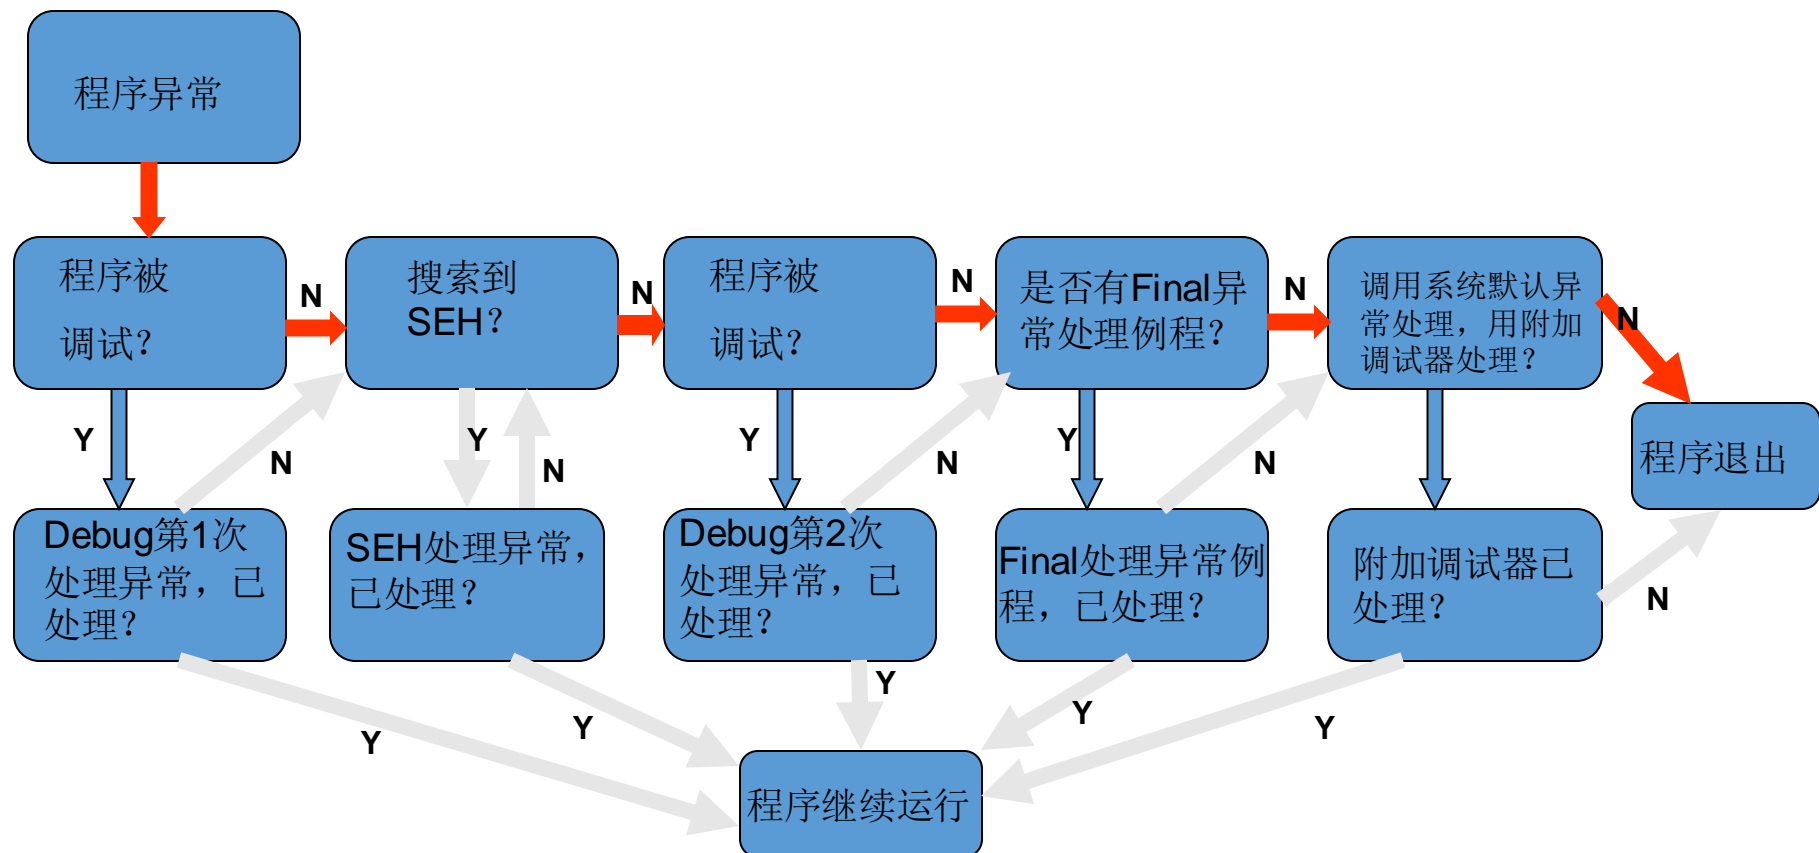 程序异常
程序被
调试?
N
搜索到
SEH?
N
程序被
调试?
N
是否有Final异
常处理例程?
N
调用系统默认异
常处理，用附加
调试器处理?
N
程序退出
Y
N
Y
N
Y
N
Y
N
Debug第1次
处理异常，已
处理?
SEH处理异常，
已处理?
Debug第2次
处理异常，已
处理?
Final处理异常例
程，已处理?
附加调试器已
处理?
N
Y
Y
Y
Y
Y
程序继续运行